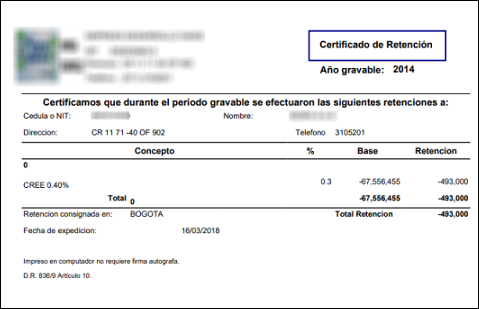 Certificado de Retención
Año gravable: 2014
Certificamos que durante el periodo gravable se efectuaron las siguientes retenciones a:
Cedula o NIT: Nombre:
Direccion: CR 11 71 -40 OF 902 Telefono 3105201
Concepto % Base Retencion
0
CREE 0.40% 0.3 -67,556,455 -493,000
Total 0 -67,556,455 -493,000
Retencion consignada en: BOGOTA Total Retencion -493,000
Fecha de expedicion: 16/03/2018
Impreso en computador no requiere firma autografa.
D.R. 836/9 Artículo 10.